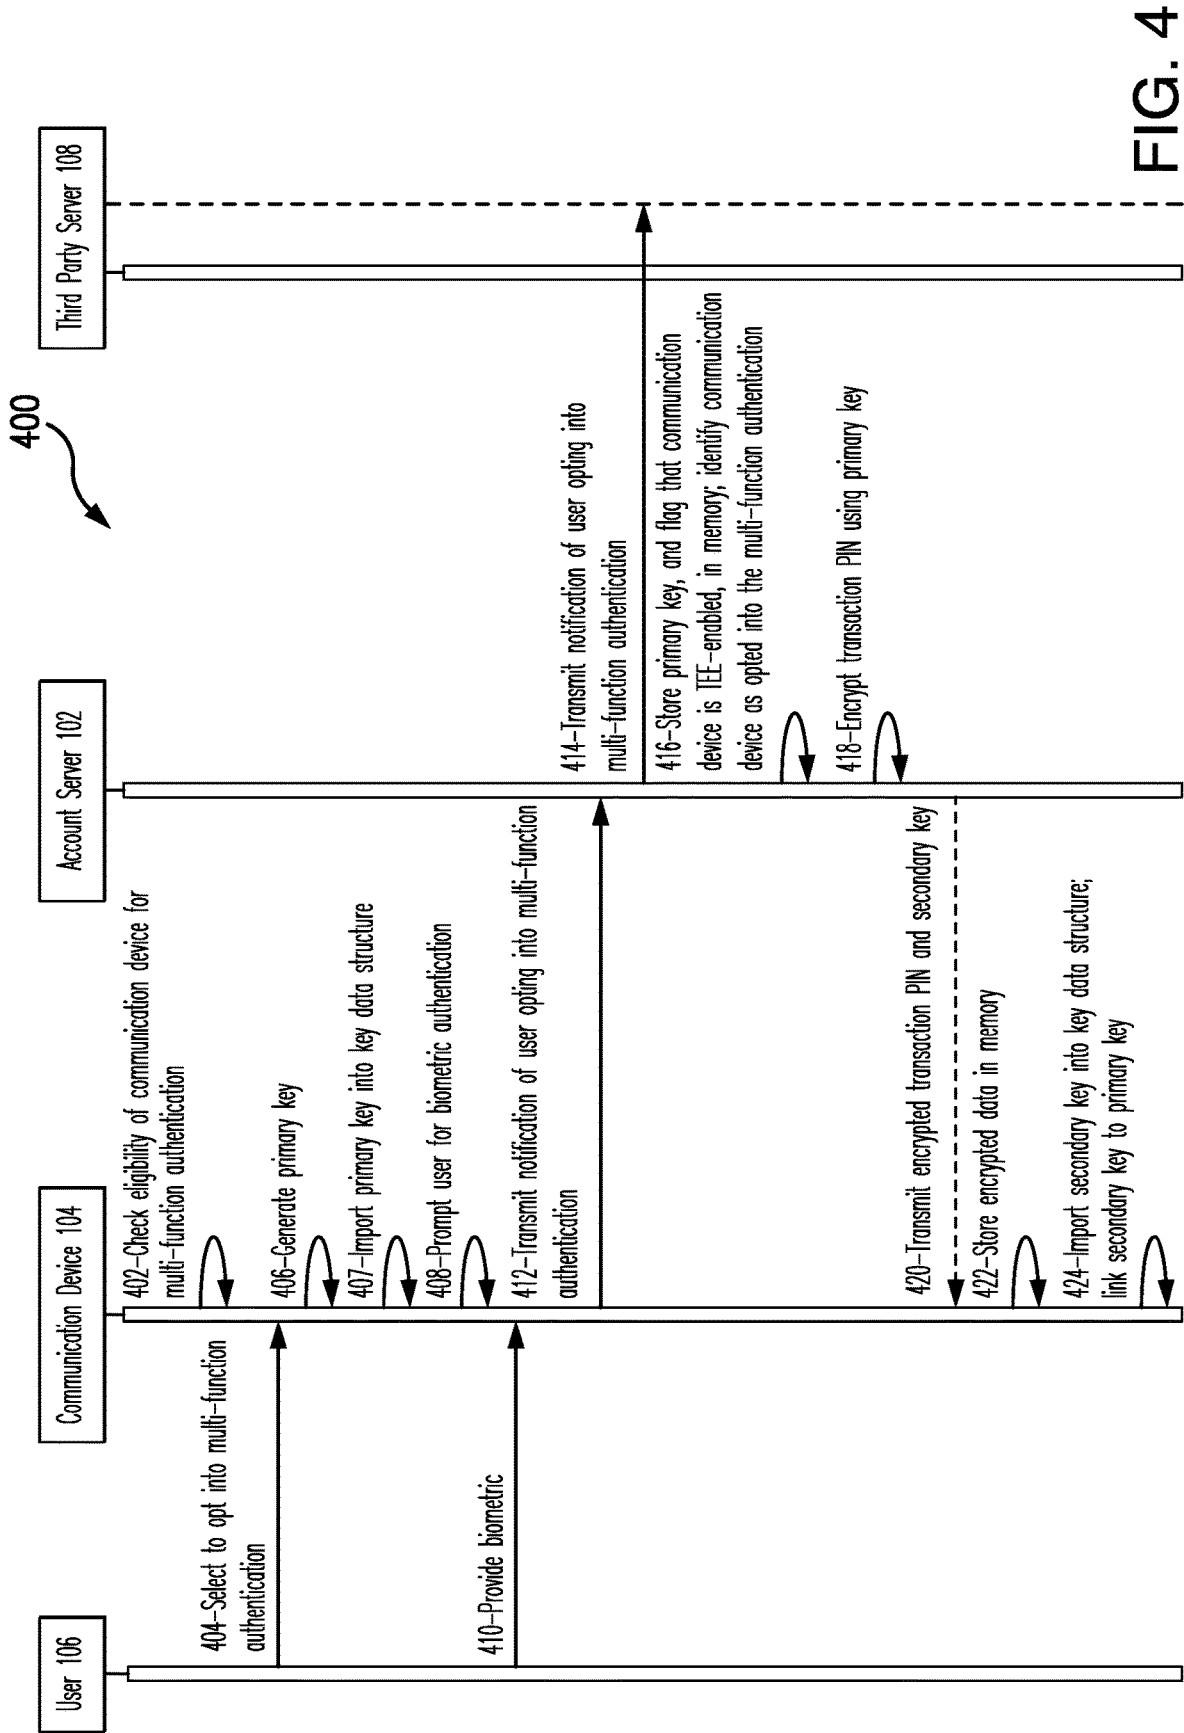 400
User 106
Communication Device 104
Account Server 102
Third Party Server 108
402–Check eligibility of communication device for
multi–function authentication
404–Select to opt into multi–function
authentication
406–Generate primary key
407–Import primary key into key data structure
408–Prompt user for biometric authentication
410–Provide biometric
412–Transmit notification of user opting into multi–function
authentication
414–Transmit notification of user opting into
multi–function authentication
416–Store primary key, and flag that communication
device is TEE–enabled, in memory; identify communication
device as opted into the multi–function authentication
418–Encrypt transaction PIN using primary key
420–Transmit encrypted transaction PIN and secondary key
422–Store encrypted data in memory
424–Import secondary key into key data structure;
link secondary key to primary key
FIG. 4